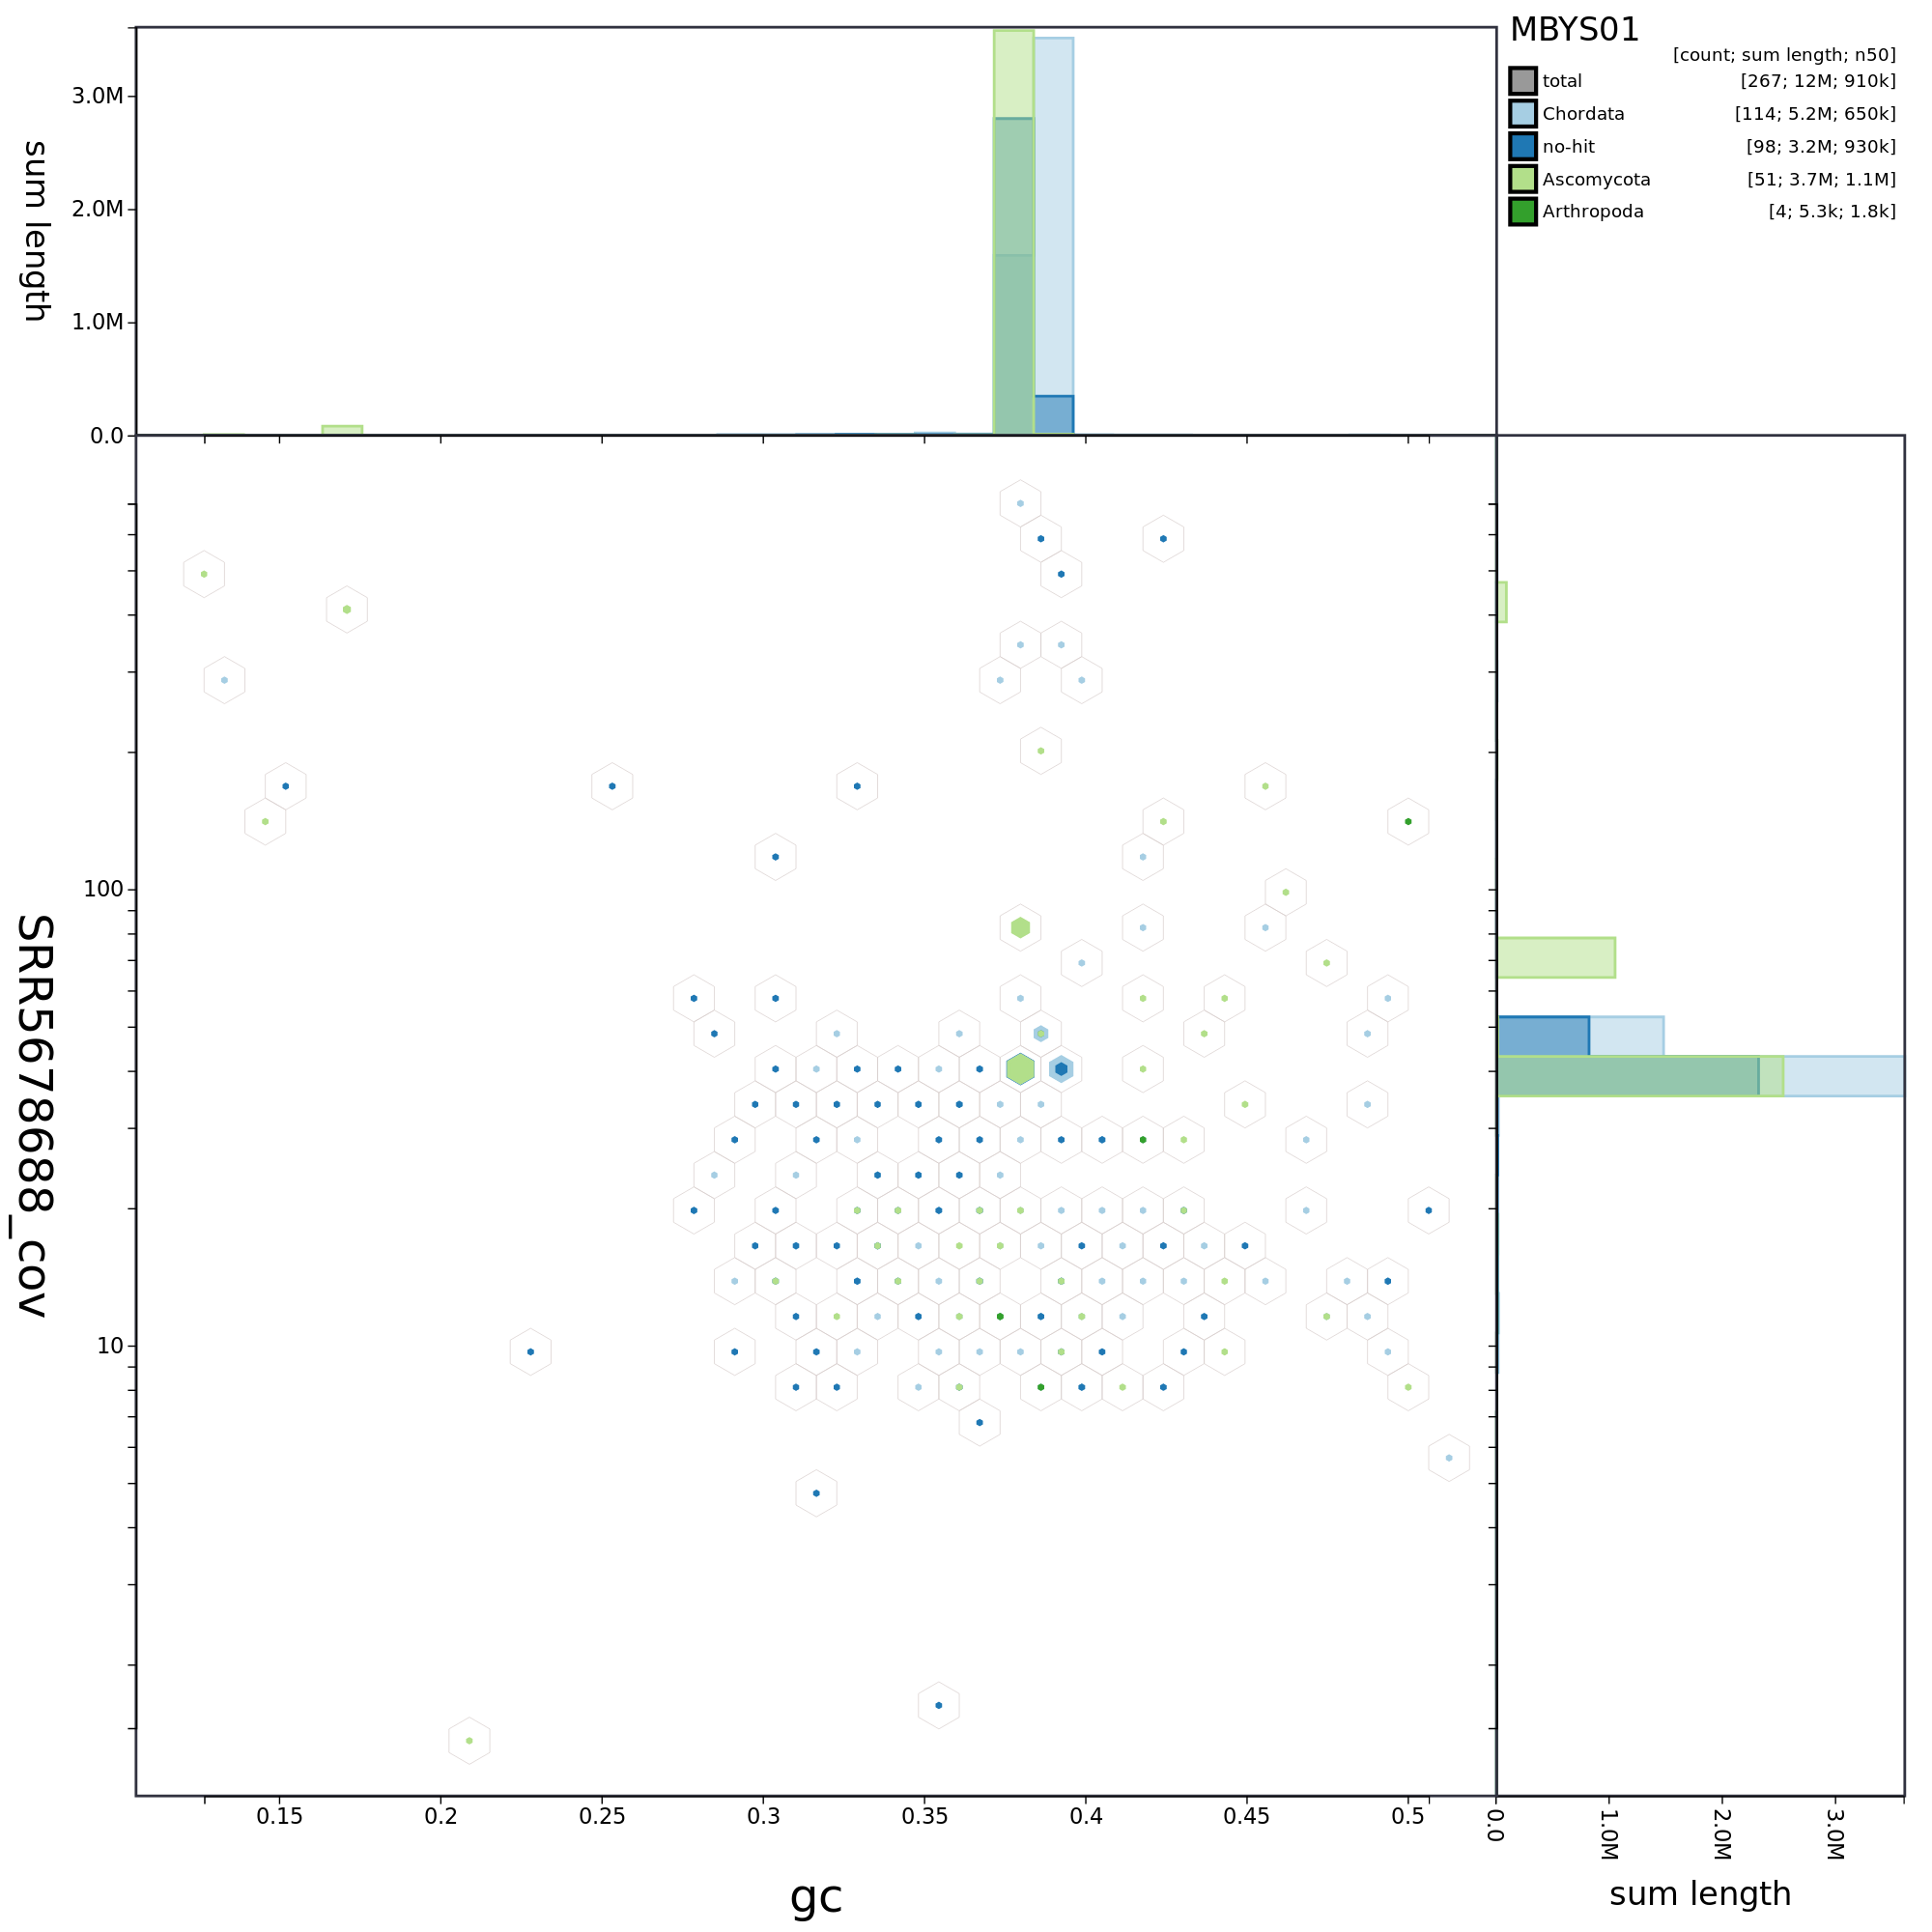 MBYS01
[count; sum length; n50]
total [267; 12M; 910k]
Chordata [114; 5.2M; 650k]
no-hit [98; 3.2M; 930k]
Ascomycota [51; 3.7M; 1.1M]
Arthropoda [4; 5.3k; 1.8k]
sum length
3.0M
2.0M
1.0M
0.0
SRR5678688_cov
100
10
0.15 0.2 0.25 0.3 0.35 0.4 0.45 0.5
gc
0.0 1.0M 2.0M 3.0M
sum length